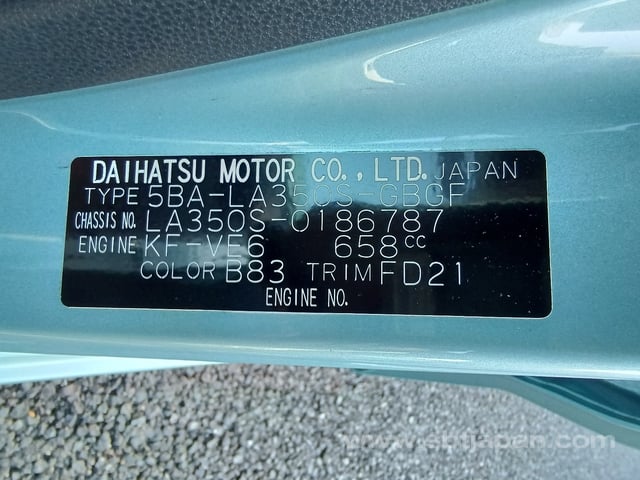 DAIHATSU MOTOR CO.,LTD. JAPAN
TYPE 5BA-LA350S-GBGF
CHASSIS NO. LA350S-0186787
ENGINE KF-VE6 658CC
COLOR B83 TRIM FD21
ENGINE NO.
www.sbtjapan.com